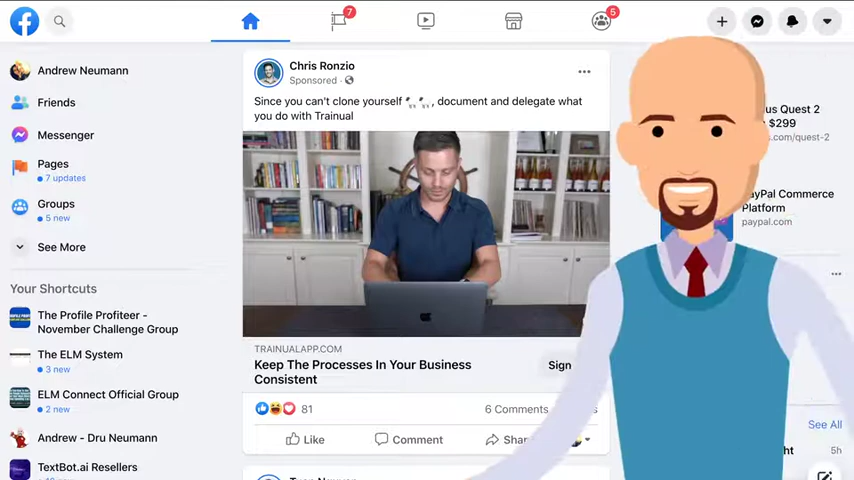 7
5
Andrew Neumann
Friends
Messenger
Pages
7 updates
Groups
5 new
See More
Your Shortcuts
The Profile Profiteer -
November Challenge Group
The ELM System
3 new
ELM Connect Official Group
2 new
Andrew - Dru Neumann
TextBot.ai Resellers
Chris Ronzio
Sponsored
Since you can't clone yourself , document and delegate what
you do with Trainual
TRAINUALAPP.COM
Keep The Processes In Your Business
Consistent
Sign
81
6 Comments
Like
Comment
Shar
us Quest 2
$299
.com/quest-2
PayPal Commerce
Platform
paypal.com
See All
ht
5h